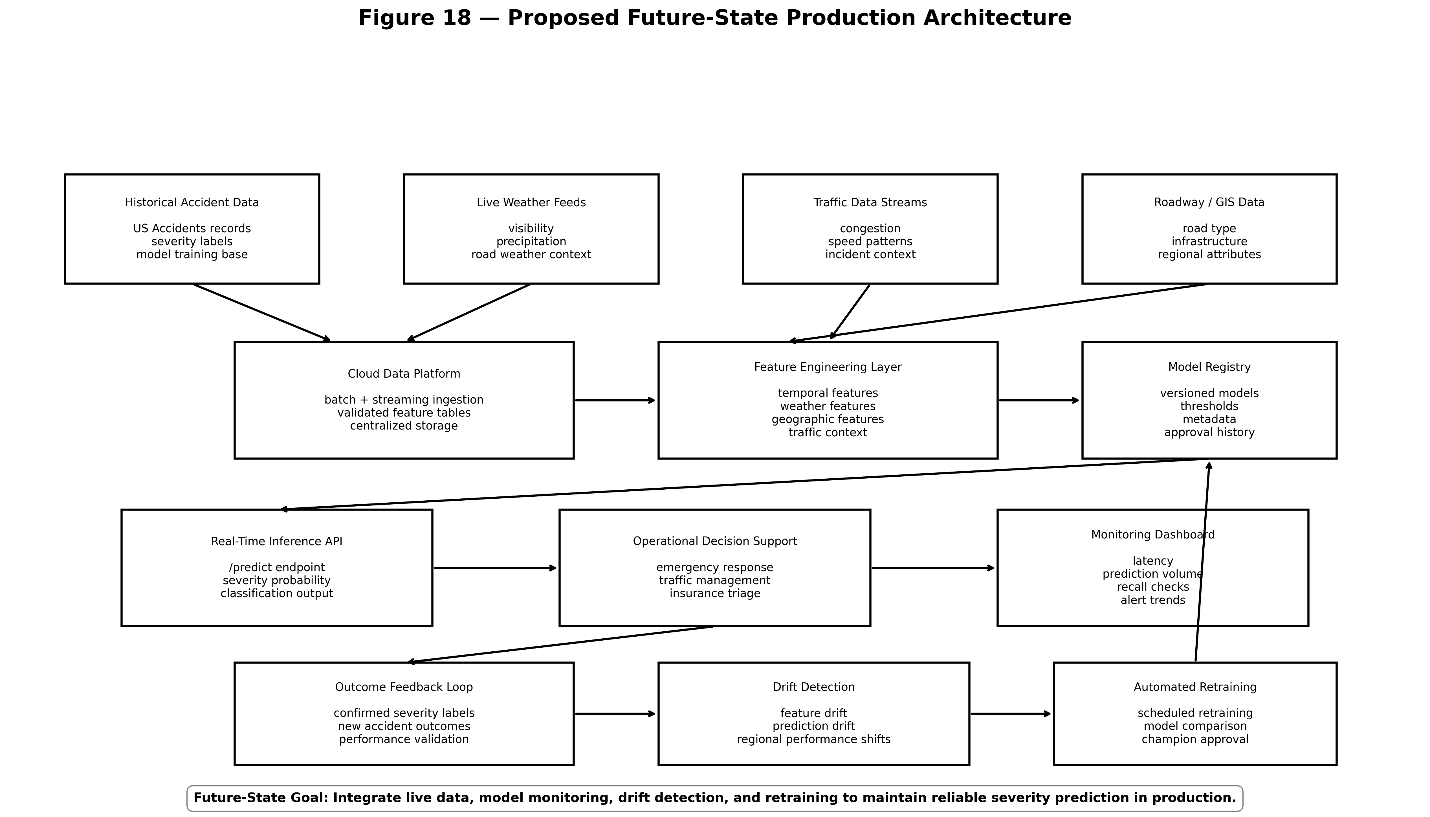 Figure 18 — Proposed Future-State Production Architecture
Historical Accident Data
US Accidents records
severity labels
model training base
Live Weather Feeds
visibility
precipitation
road weather context
Traffic Data Streams
congestion
speed patterns
incident context
Roadway / GIS Data
road type
infrastructure
regional attributes
Cloud Data Platform
batch + streaming ingestion
validated feature tables
centralized storage
Feature Engineering Layer
temporal features
weather features
geographic features
traffic context
Model Registry
versioned models
thresholds
metadata
approval history
Real-Time Inference API
/predict endpoint
severity probability
classification output
Operational Decision Support
emergency response
traffic management
insurance triage
Monitoring Dashboard
latency
prediction volume
recall checks
alert trends
Outcome Feedback Loop
confirmed severity labels
new accident outcomes
performance validation
Drift Detection
feature drift
prediction drift
regional performance shifts
Automated Retraining
scheduled retraining
model comparison
champion approval
Future-State Goal: Integrate live data, model monitoring, drift detection, and retraining to maintain reliable severity prediction in production.